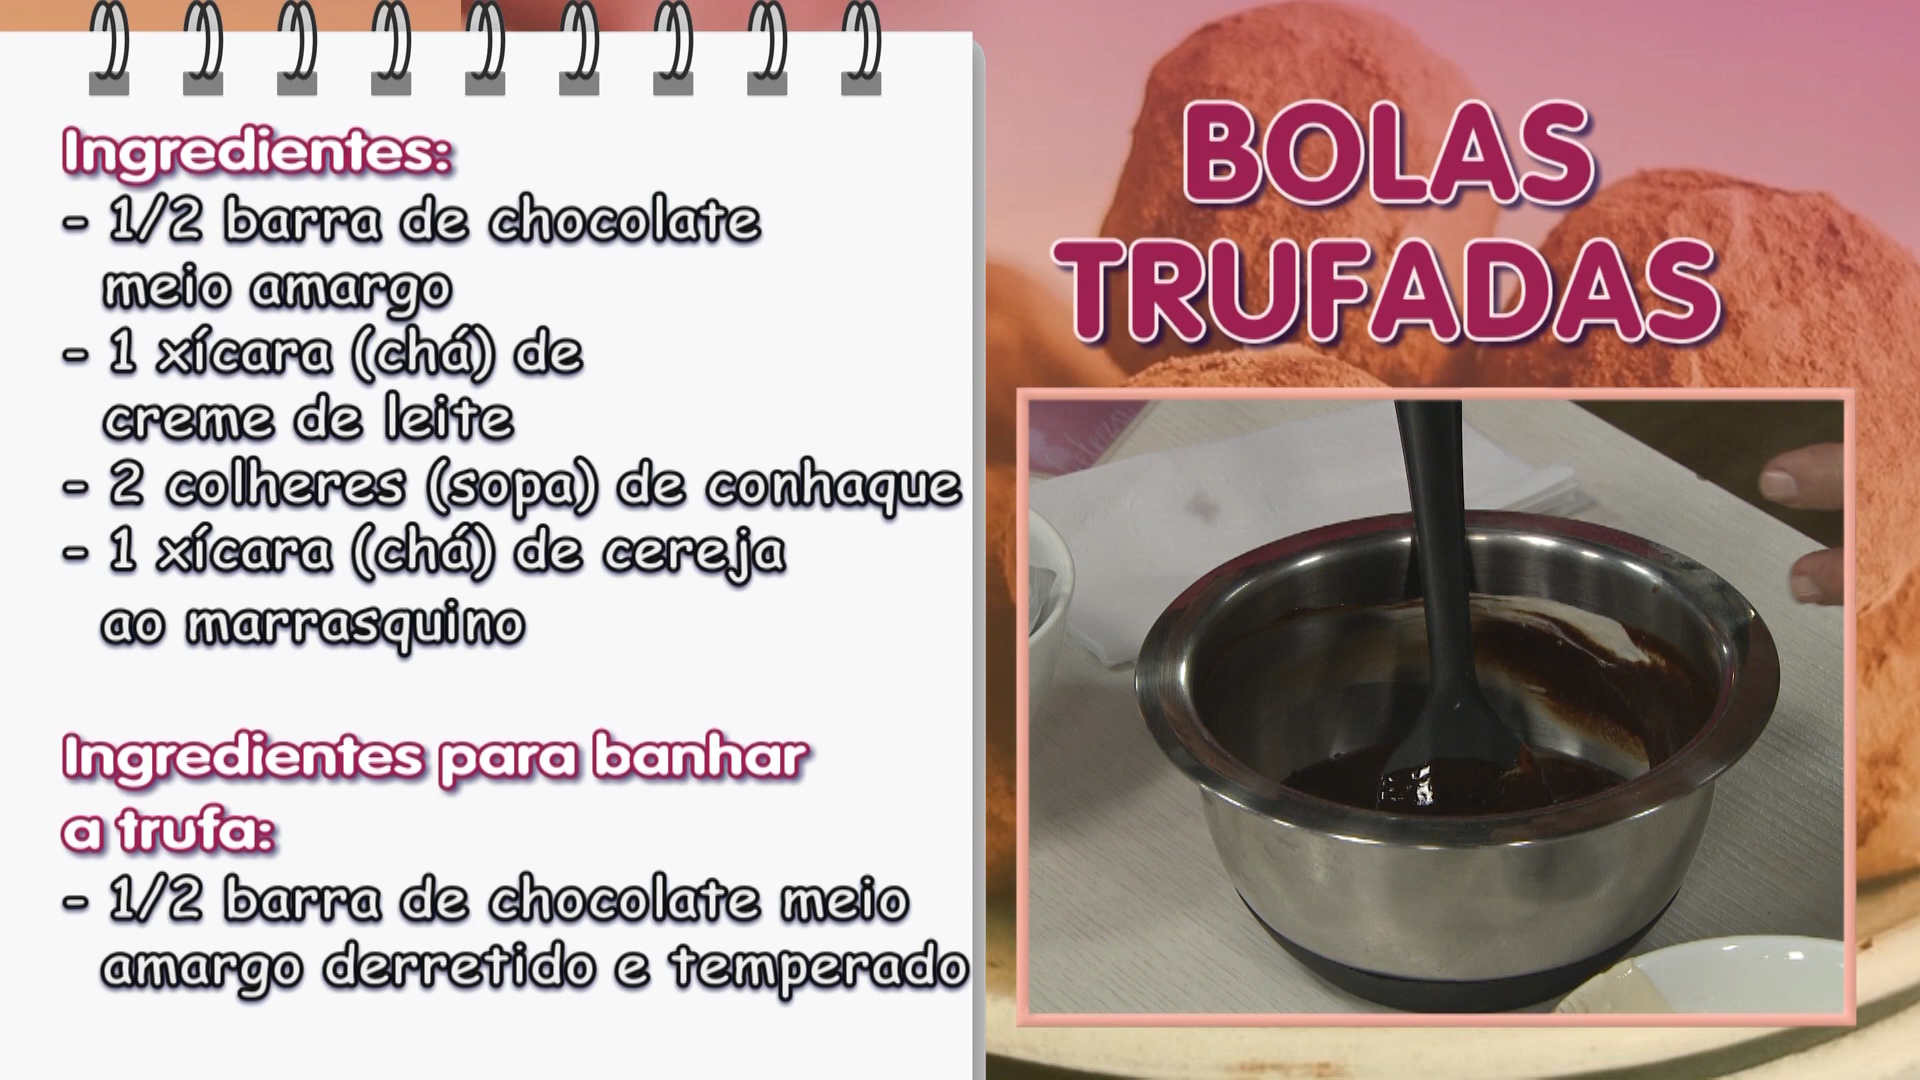 Ingredientes:
- 1/2 barra de chocolate
meio amargo
- 1 xícara (chá) de
creme de leite
- 2 colheres (sopa) de conhaque
- 1 xícara (chá) de cereja
ao marrasquino
Ingredientes para banhar
a trufa:
- 1/2 barra de chocolate meio
amargo derretido e temperado
BOLAS
TRUFADAS